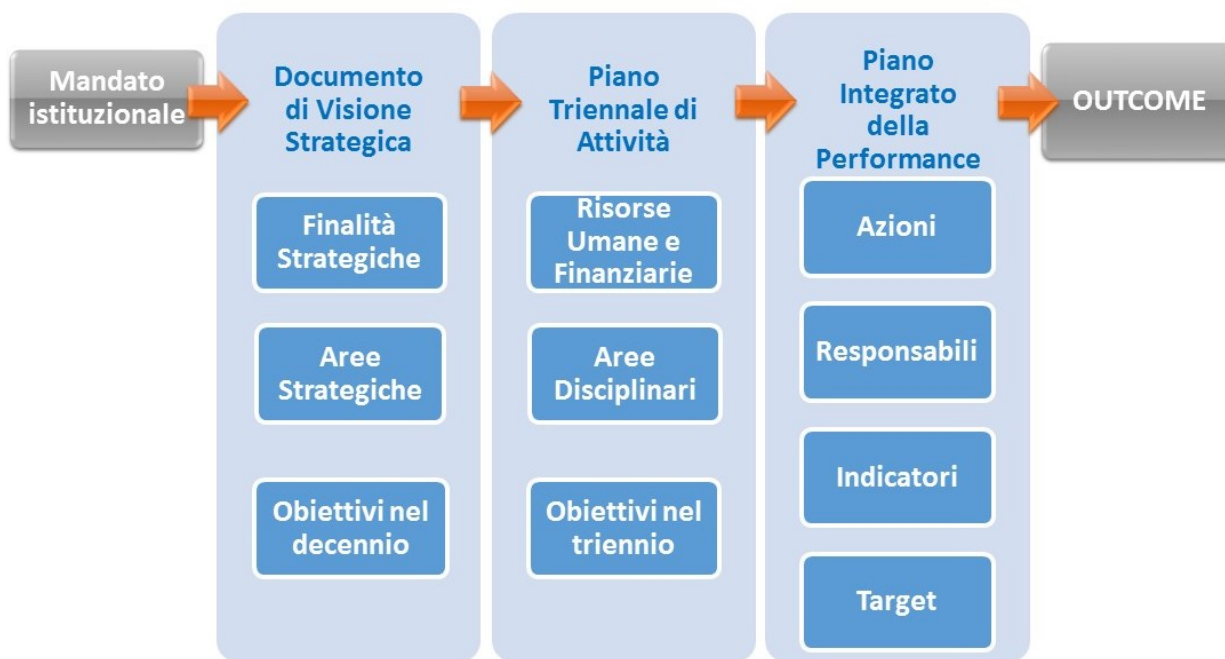 Mandato
istituzionale
Documento
di Visione
Strategica
Finalità
Strategiche
Aree
Strategiche
Obiettivi nel
decennio
Piano
Triennale di
Attività
Risorse
Umane e
Finanziarie
Aree
Disciplinari
Obiettivi nel
triennio
Piano
Integrato
della
Performance
Azioni
Responsabili
Indicatori
Target
OUTCOME